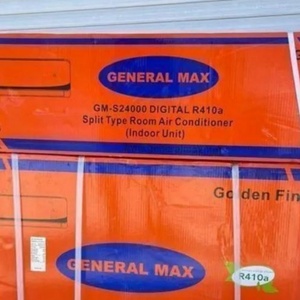 GENERAL MAX
GM-S24000 DIGITAL R410a
Split Type Room Air Conditioner
(Indoor Unit)
Golden Fin
GENERAL MAX
R410a